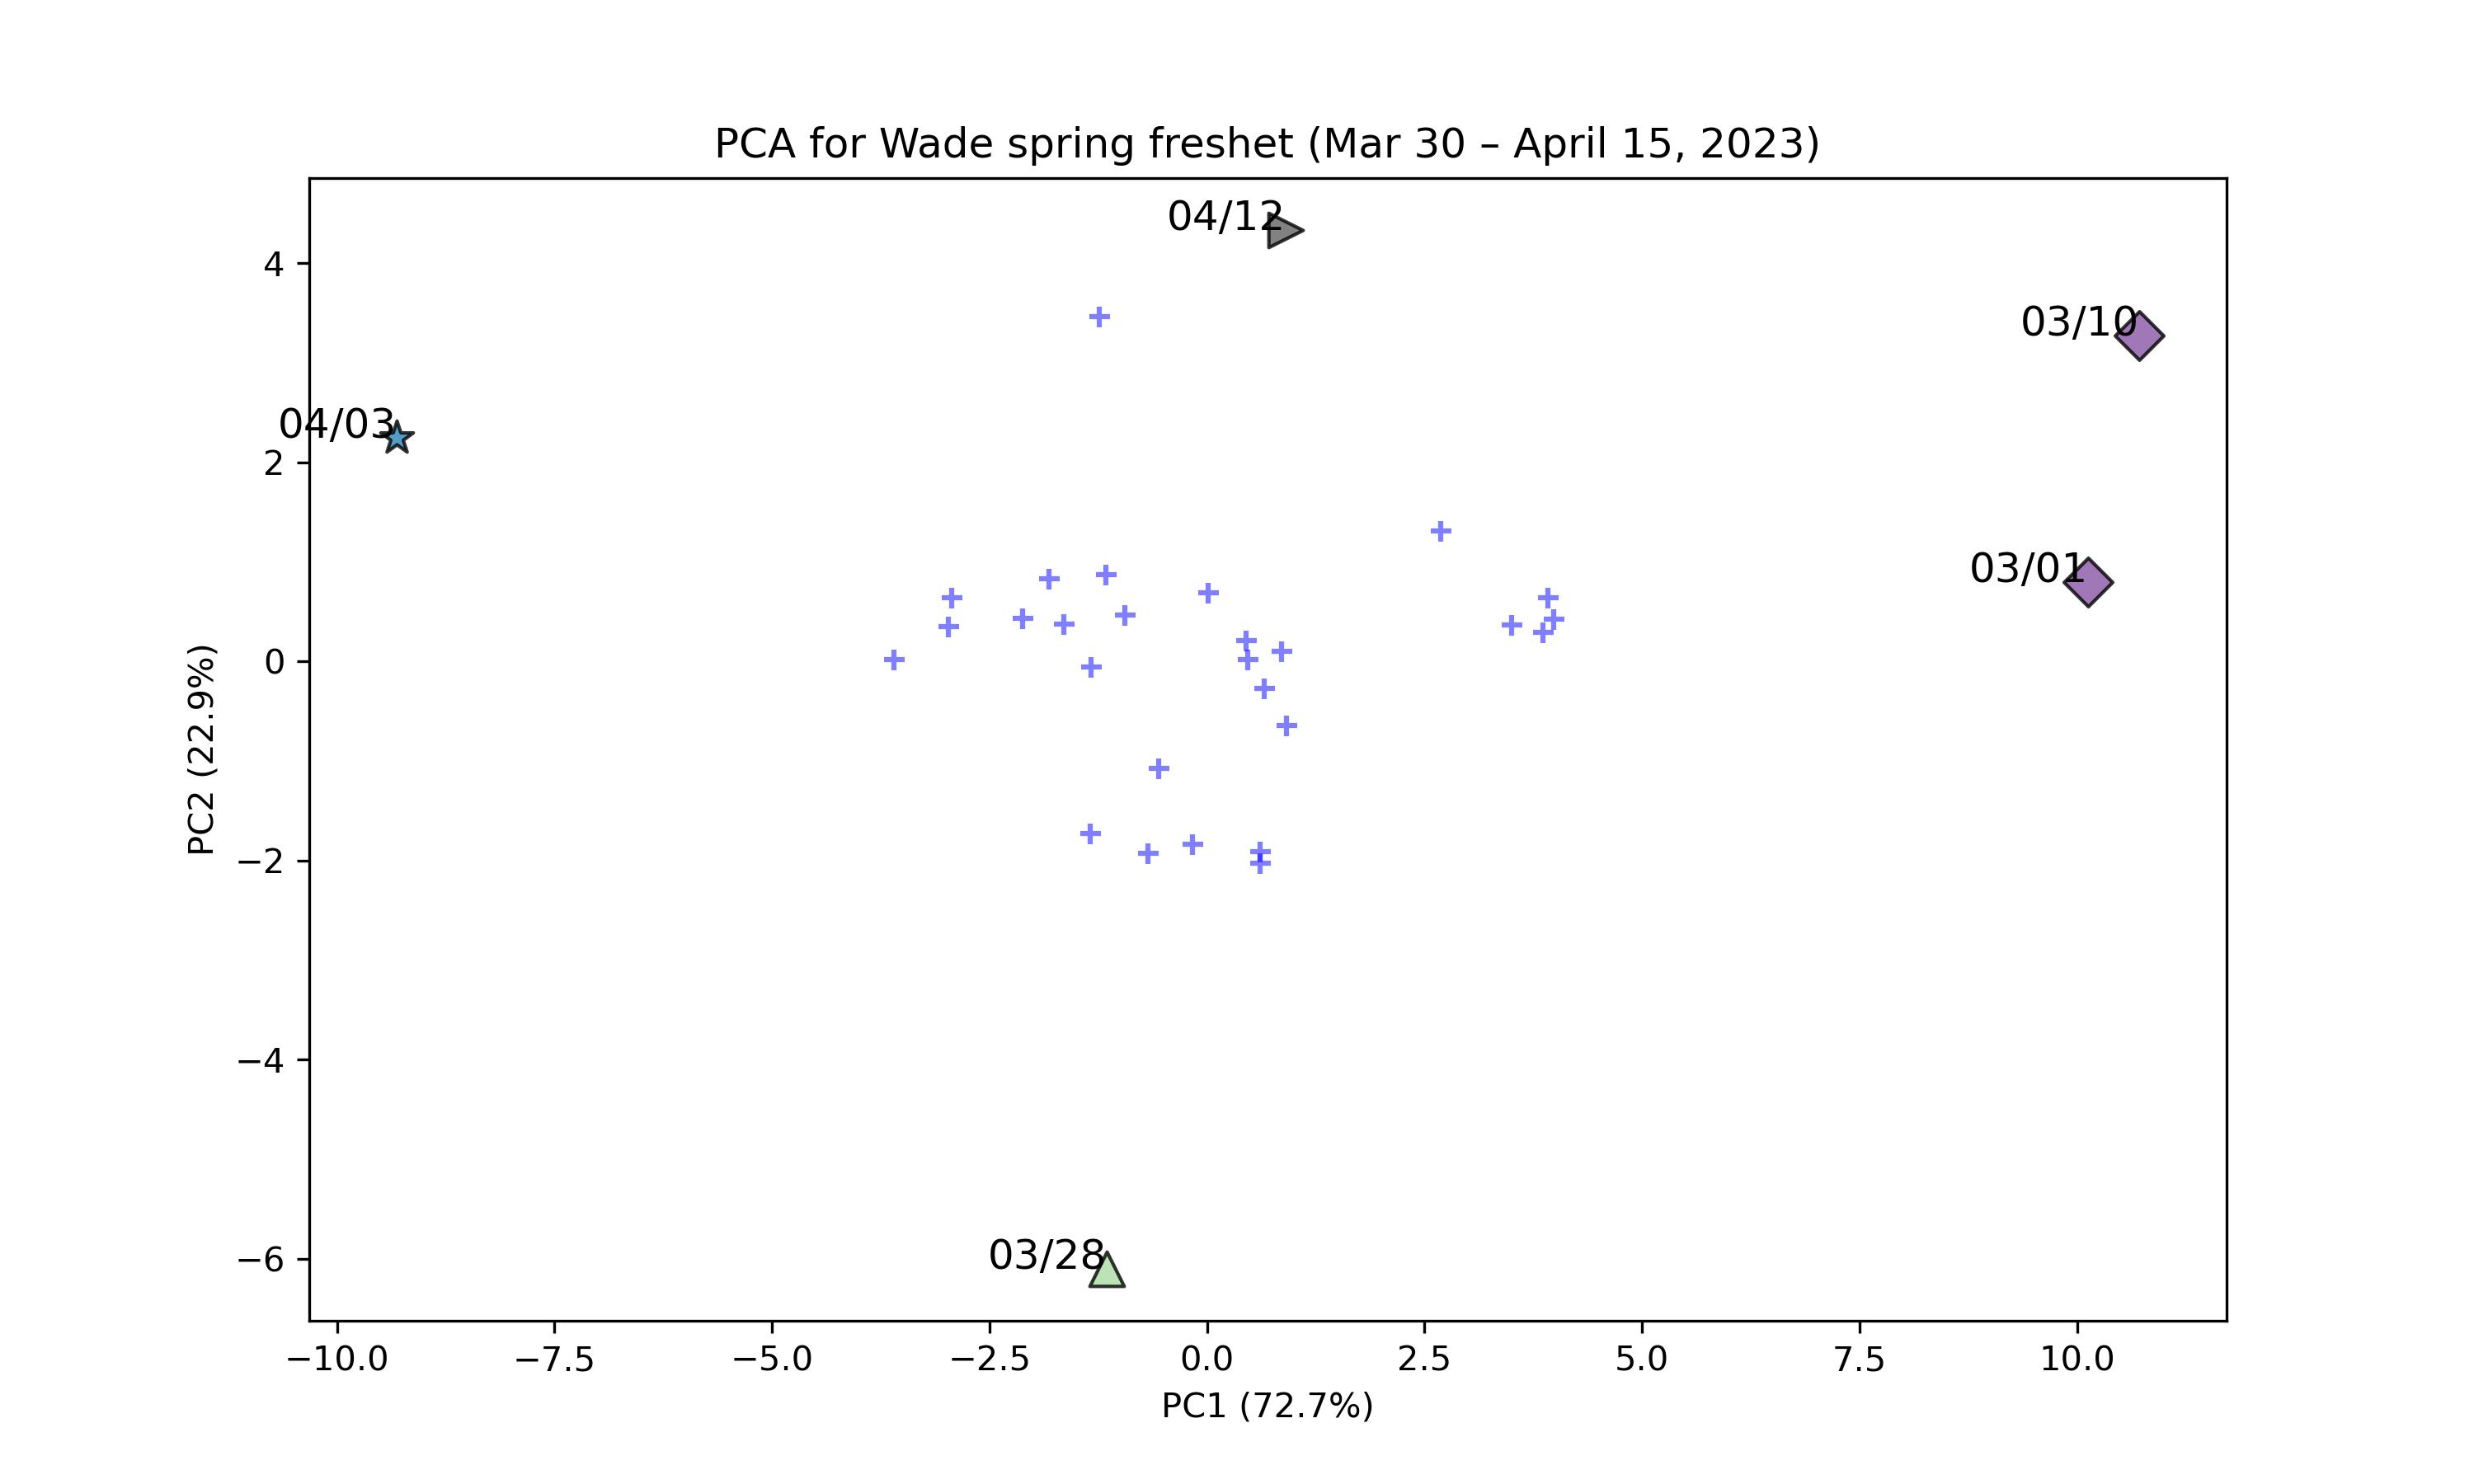 PCA for Wade spring freshet (Mar 30 – April 15, 2023)
04/12
03/10
04/03
03/01
03/28
4
2
0
−2
−4
−6
PC2 (22.9%)
−10.0 −7.5 −5.0 −2.5 0.0 2.5 5.0 7.5 10.0
PC1 (72.7%)